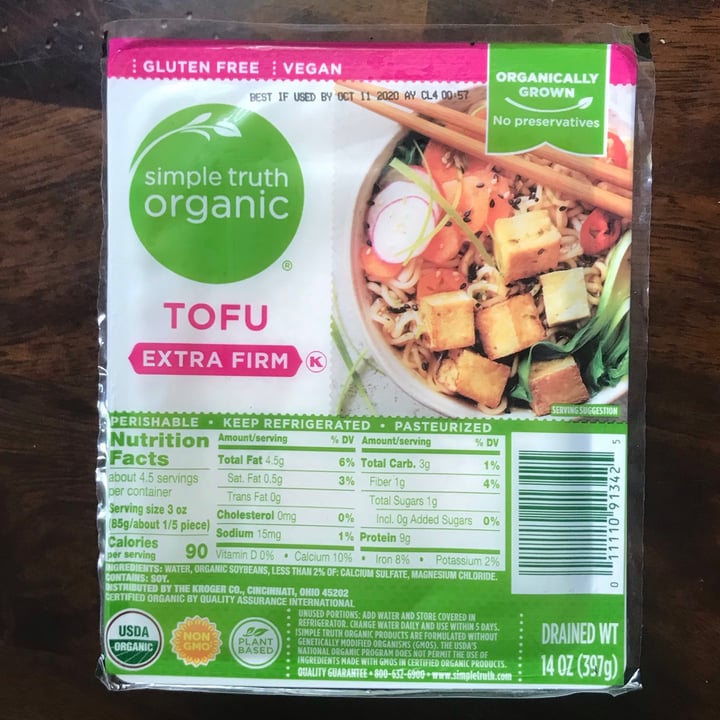 GLUTEN FREE VEGAN
BEST IF USED BY OCT 11 2020 AY CL4 00:57
ORGANICALLY
GROWN
No preservatives
simple truth
organic®
TOFU
EXTRA FIRM K
SERVING SUGGESTION
PERISHABLE • KEEP REFRIGERATED • PASTEURIZED
Nutrition
Facts
about 4.5 servings
per container
Serving size 3 oz
(85g/about 1/5 piece)
Calories
per serving 90
Amount/serving % DV
Total Fat 4.5g 6%
Sat. Fat 0.5g 3%
Trans Fat 0g
Cholesterol 0mg 0%
Sodium 15mg 1%
Amount/serving % DV
Total Carb. 3g 1%
Fiber 1g 4%
Total Sugars 1g
Incl. 0g Added Sugars 0%
Protein 9g
Vitamin D 0% • Calcium 10% • Iron 8% • Potassium 2%
INGREDIENTS: WATER, ORGANIC SOYBEANS, LESS THAN 2% OF: CALCIUM SULFATE, MAGNESIUM CHLORIDE.
CONTAINS: SOY.
DISTRIBUTED BY THE KROGER CO., CINCINNATI, OHIO 45202
CERTIFIED ORGANIC BY QUALITY ASSURANCE INTERNATIONAL
USDA
ORGANIC
NON
GMO
PLANT
BASED
UNUSED PORTIONS: ADD WATER AND STORE COVERED IN
REFRIGERATOR. CHANGE WATER DAILY AND USE WITHIN 5 DAYS.
SIMPLE TRUTH ORGANIC PRODUCTS ARE FORMULATED WITHOUT
GENETICALLY MODIFIED ORGANISMS (GMOS). THE USDA'S
NATIONAL ORGANIC PROGRAM DOES NOT PERMIT THE USE OF
INGREDIENTS MADE WITH GMOS IN CERTIFIED ORGANIC PRODUCTS.
QUALITY GUARANTEE • 800-632-6900 • www.simpletruth.com
0 11110 91342 5
DRAINED WT
14 OZ (397g)